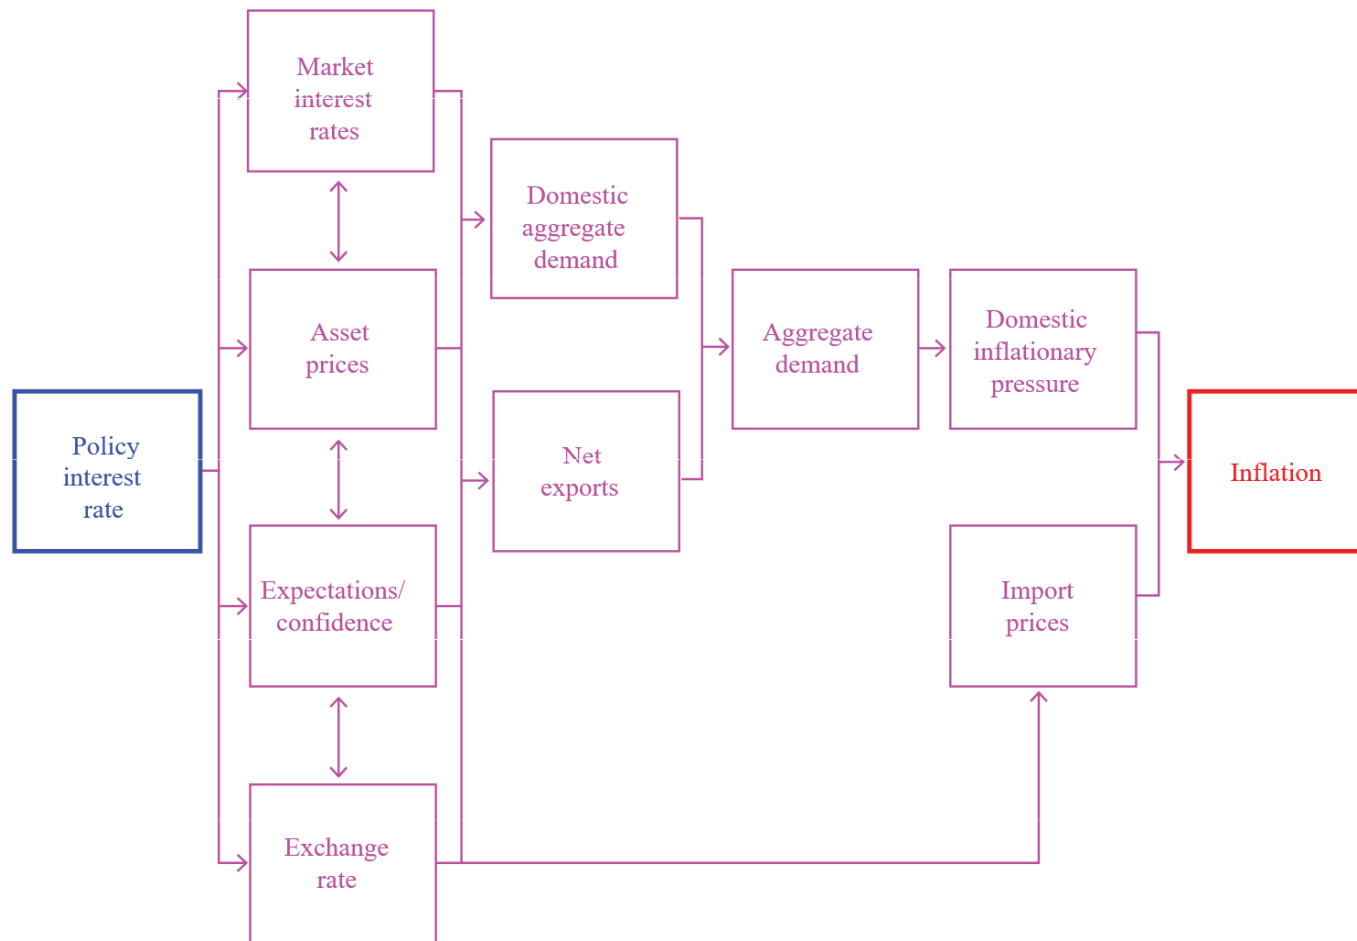 Market
interest
rates
Domestic
aggregate
demand
Asset
prices
Aggregate
demand
Domestic
inflationary
pressure
Policy
interest
rate
Net
exports
Inflation
Expectations/
confidence
Import
prices
Exchange
rate